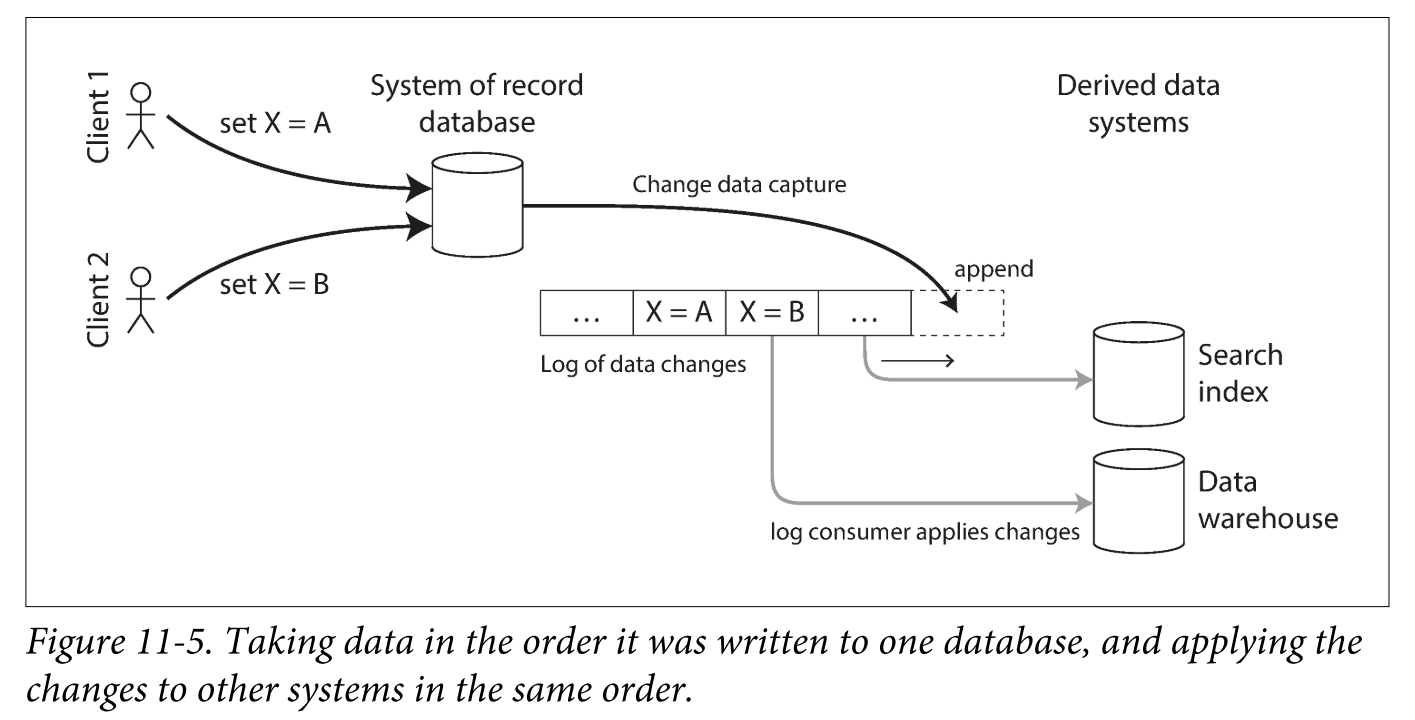 Client 1
set X = A
System of record
database
Derived data
systems
Change data capture
Client 2
set X = B
append
… X = A X = B …
Log of data changes
Search
index
Data
warehouse
log consumer applies changes
Figure 11-5. Taking data in the order it was written to one database, and applying the
changes to other systems in the same order.